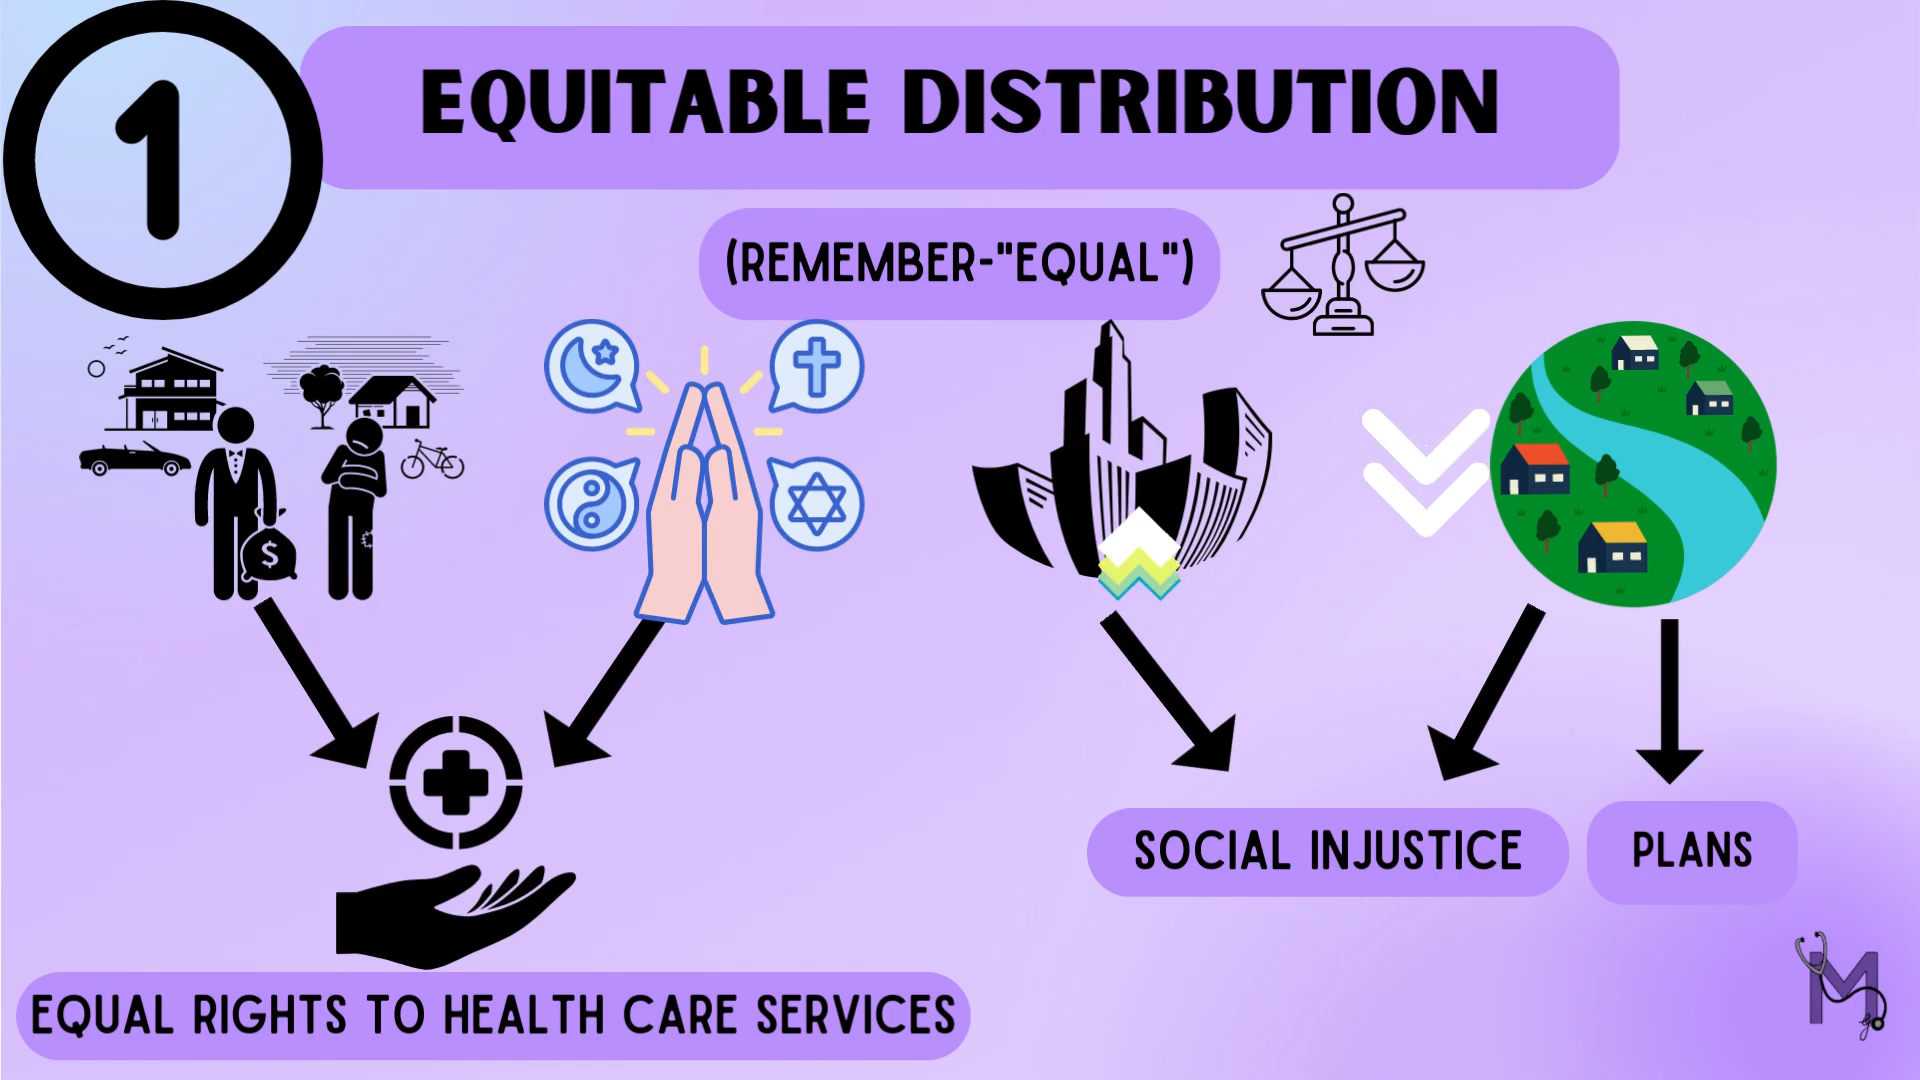 1
EQUITABLE DISTRIBUTION
(REMEMBER-"EQUAL")
$
SOCIAL INJUSTICE
PLANS
M
EQUAL RIGHTS TO HEALTH CARE SERVICES